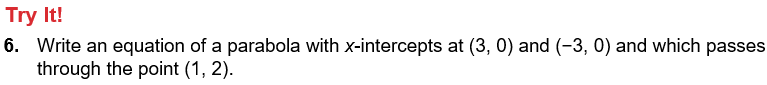 Try It!
6. Write an equation of a parabola with x-intercepts at (3, 0) and (−3, 0) and which passes
through the point (1, 2).